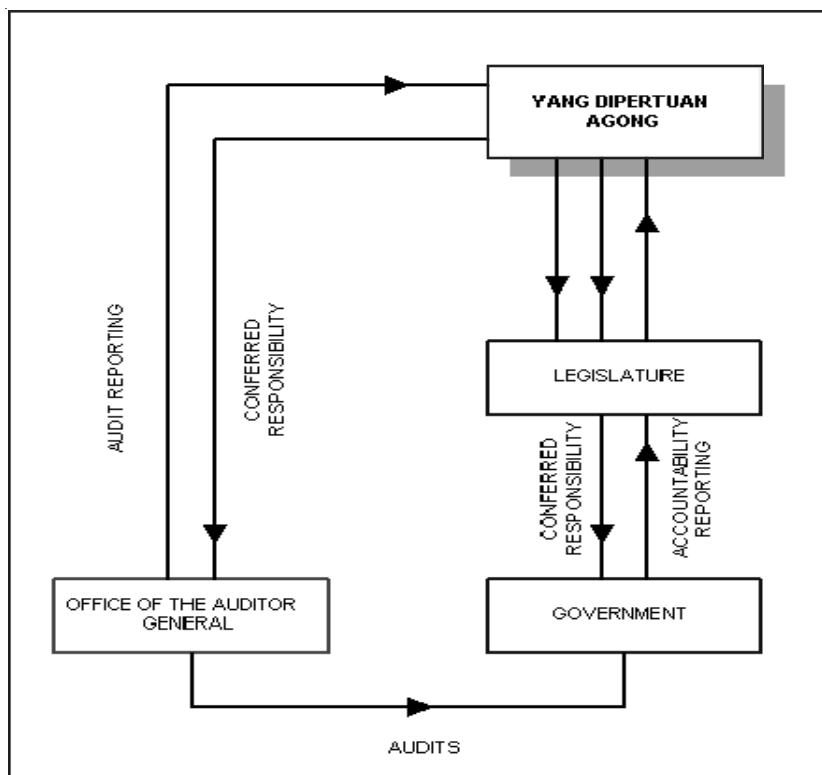 YANG DIPERTUAN
AGONG
AUDIT REPORTING
CONFERRED
RESPONSIBILITY
LEGISLATURE
CONFERRED
RESPONSIBILITY
ACCOUNTABILITY
REPORTING
OFFICE OF THE AUDITOR
GENERAL
GOVERNMENT
AUDITS